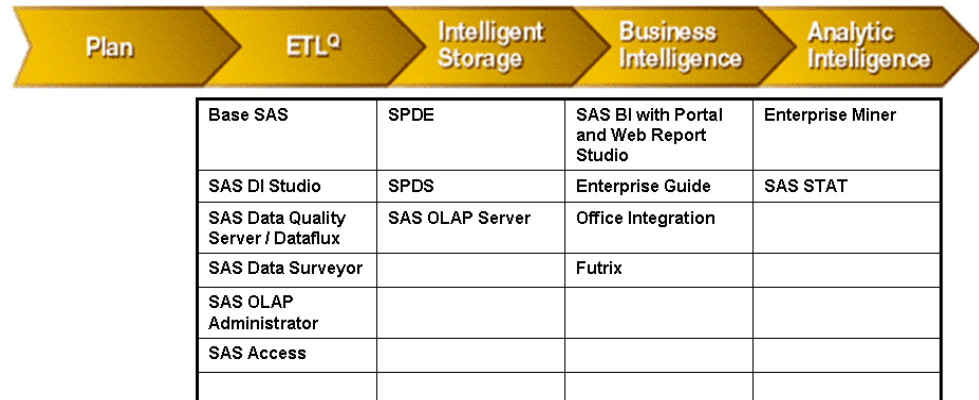 Plan
ETLQ
Intelligent
Storage
Business
Intelligence
Analytic
Intelligence
Base SAS
SPDE
SAS BI with Portal
and Web Report
Studio
Enterprise Miner
SAS DI Studio
SPDS
Enterprise Guide
SAS STAT
SAS Data Quality
Server / Dataflux
SAS OLAP Server
Office Integration
SAS Data Surveyor
Futrix
SAS OLAP
Administrator
SAS Access